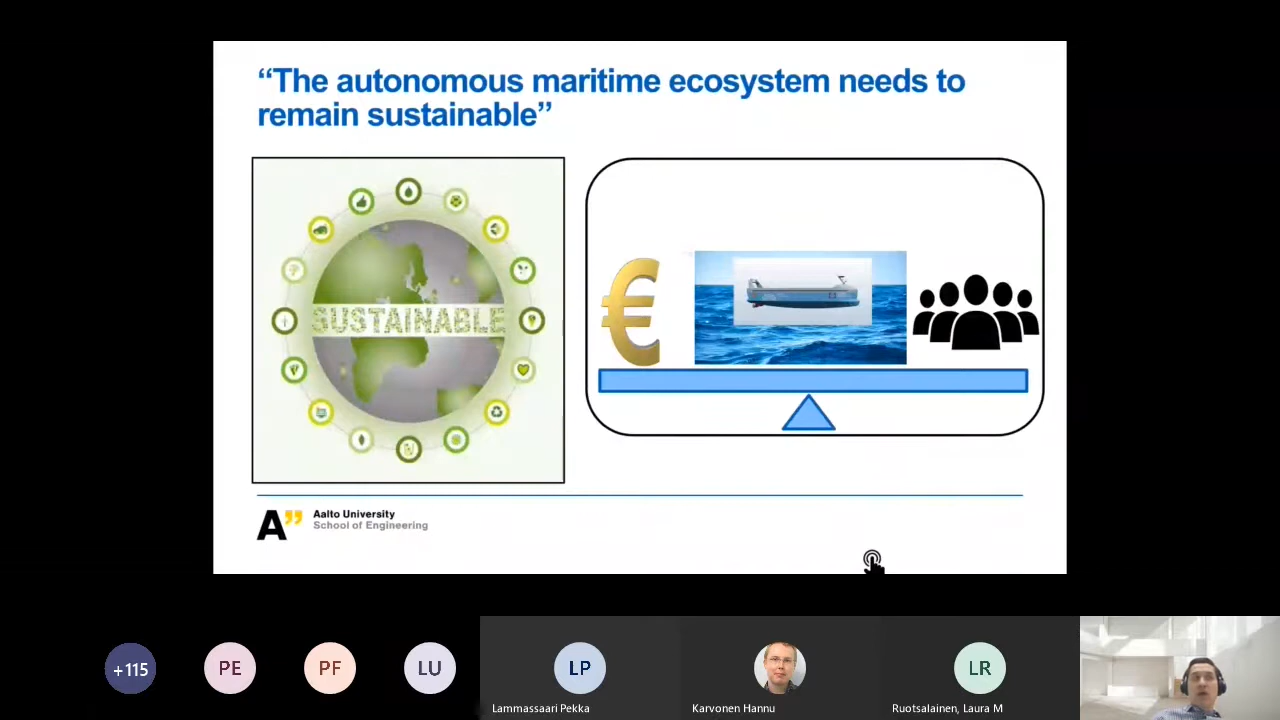 “The autonomous maritime ecosystem needs to
remain sustainable”
SUSTAINABLE
€
A”
Aalto University
School of Engineering
+115
PE
PF
LU
LP
LR
Lammassaari Pekka
Karvonen Hannu
Ruotsalainen, Laura M